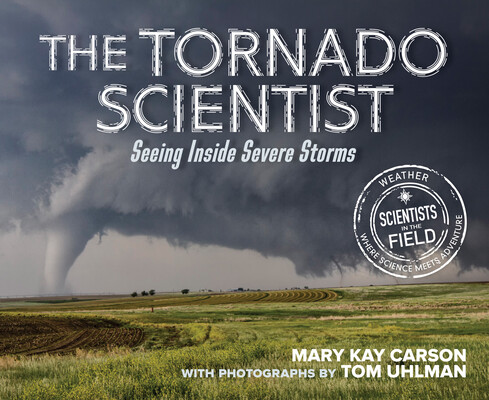 THE TORNADO
SCIENTIST
Seeing Inside Severe Storms
WEATHER
SCIENTISTS
IN THE
FIELD
WHERE SCIENCE MEETS ADVENTURE
MARY KAY CARSON
WITH PHOTOGRAPHS BY TOM UHLMAN